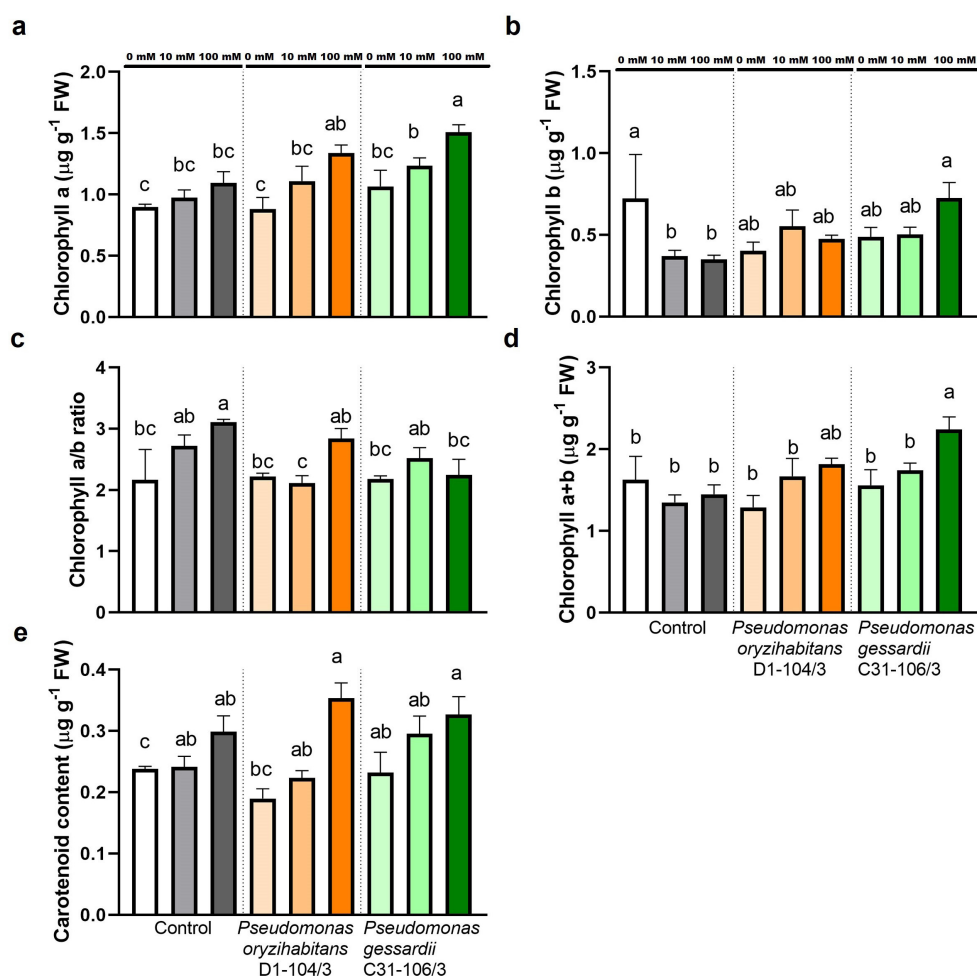 a
0 mM 10 mM 100 mM 0 mM 10 mM 100 mM 0 mM 10 mM 100 mM
Chlorophyll a (µg g-1 FW)
2.0
1.5
1.0
0.5
0.0
c bc bc c bc ab bc b a
b
0 mM 10 mM 100 mM 0 mM 10 mM 100 mM 0 mM 10 mM 100 mM
Chlorophyll b (µg g-1 FW)
1.5
1.0
0.5
0.0
a b b ab ab ab ab ab a
c
Chlorophyll a/b ratio
4
3
2
1
0
bc ab a bc c ab bc ab bc
d
Chlorophyll a+b (µg g-1 FW)
3
2
1
0
b b b b b ab b b a
Control
Pseudomonas
oryzihabitans
D1-104/3
Pseudomonas
gessardii
C31-106/3
e
Carotenoid content (µg g-1 FW)
0.4
0.3
0.2
0.1
0.0
c ab ab bc ab a ab ab a
Control
Pseudomonas
oryzihabitans
D1-104/3
Pseudomonas
gessardii
C31-106/3